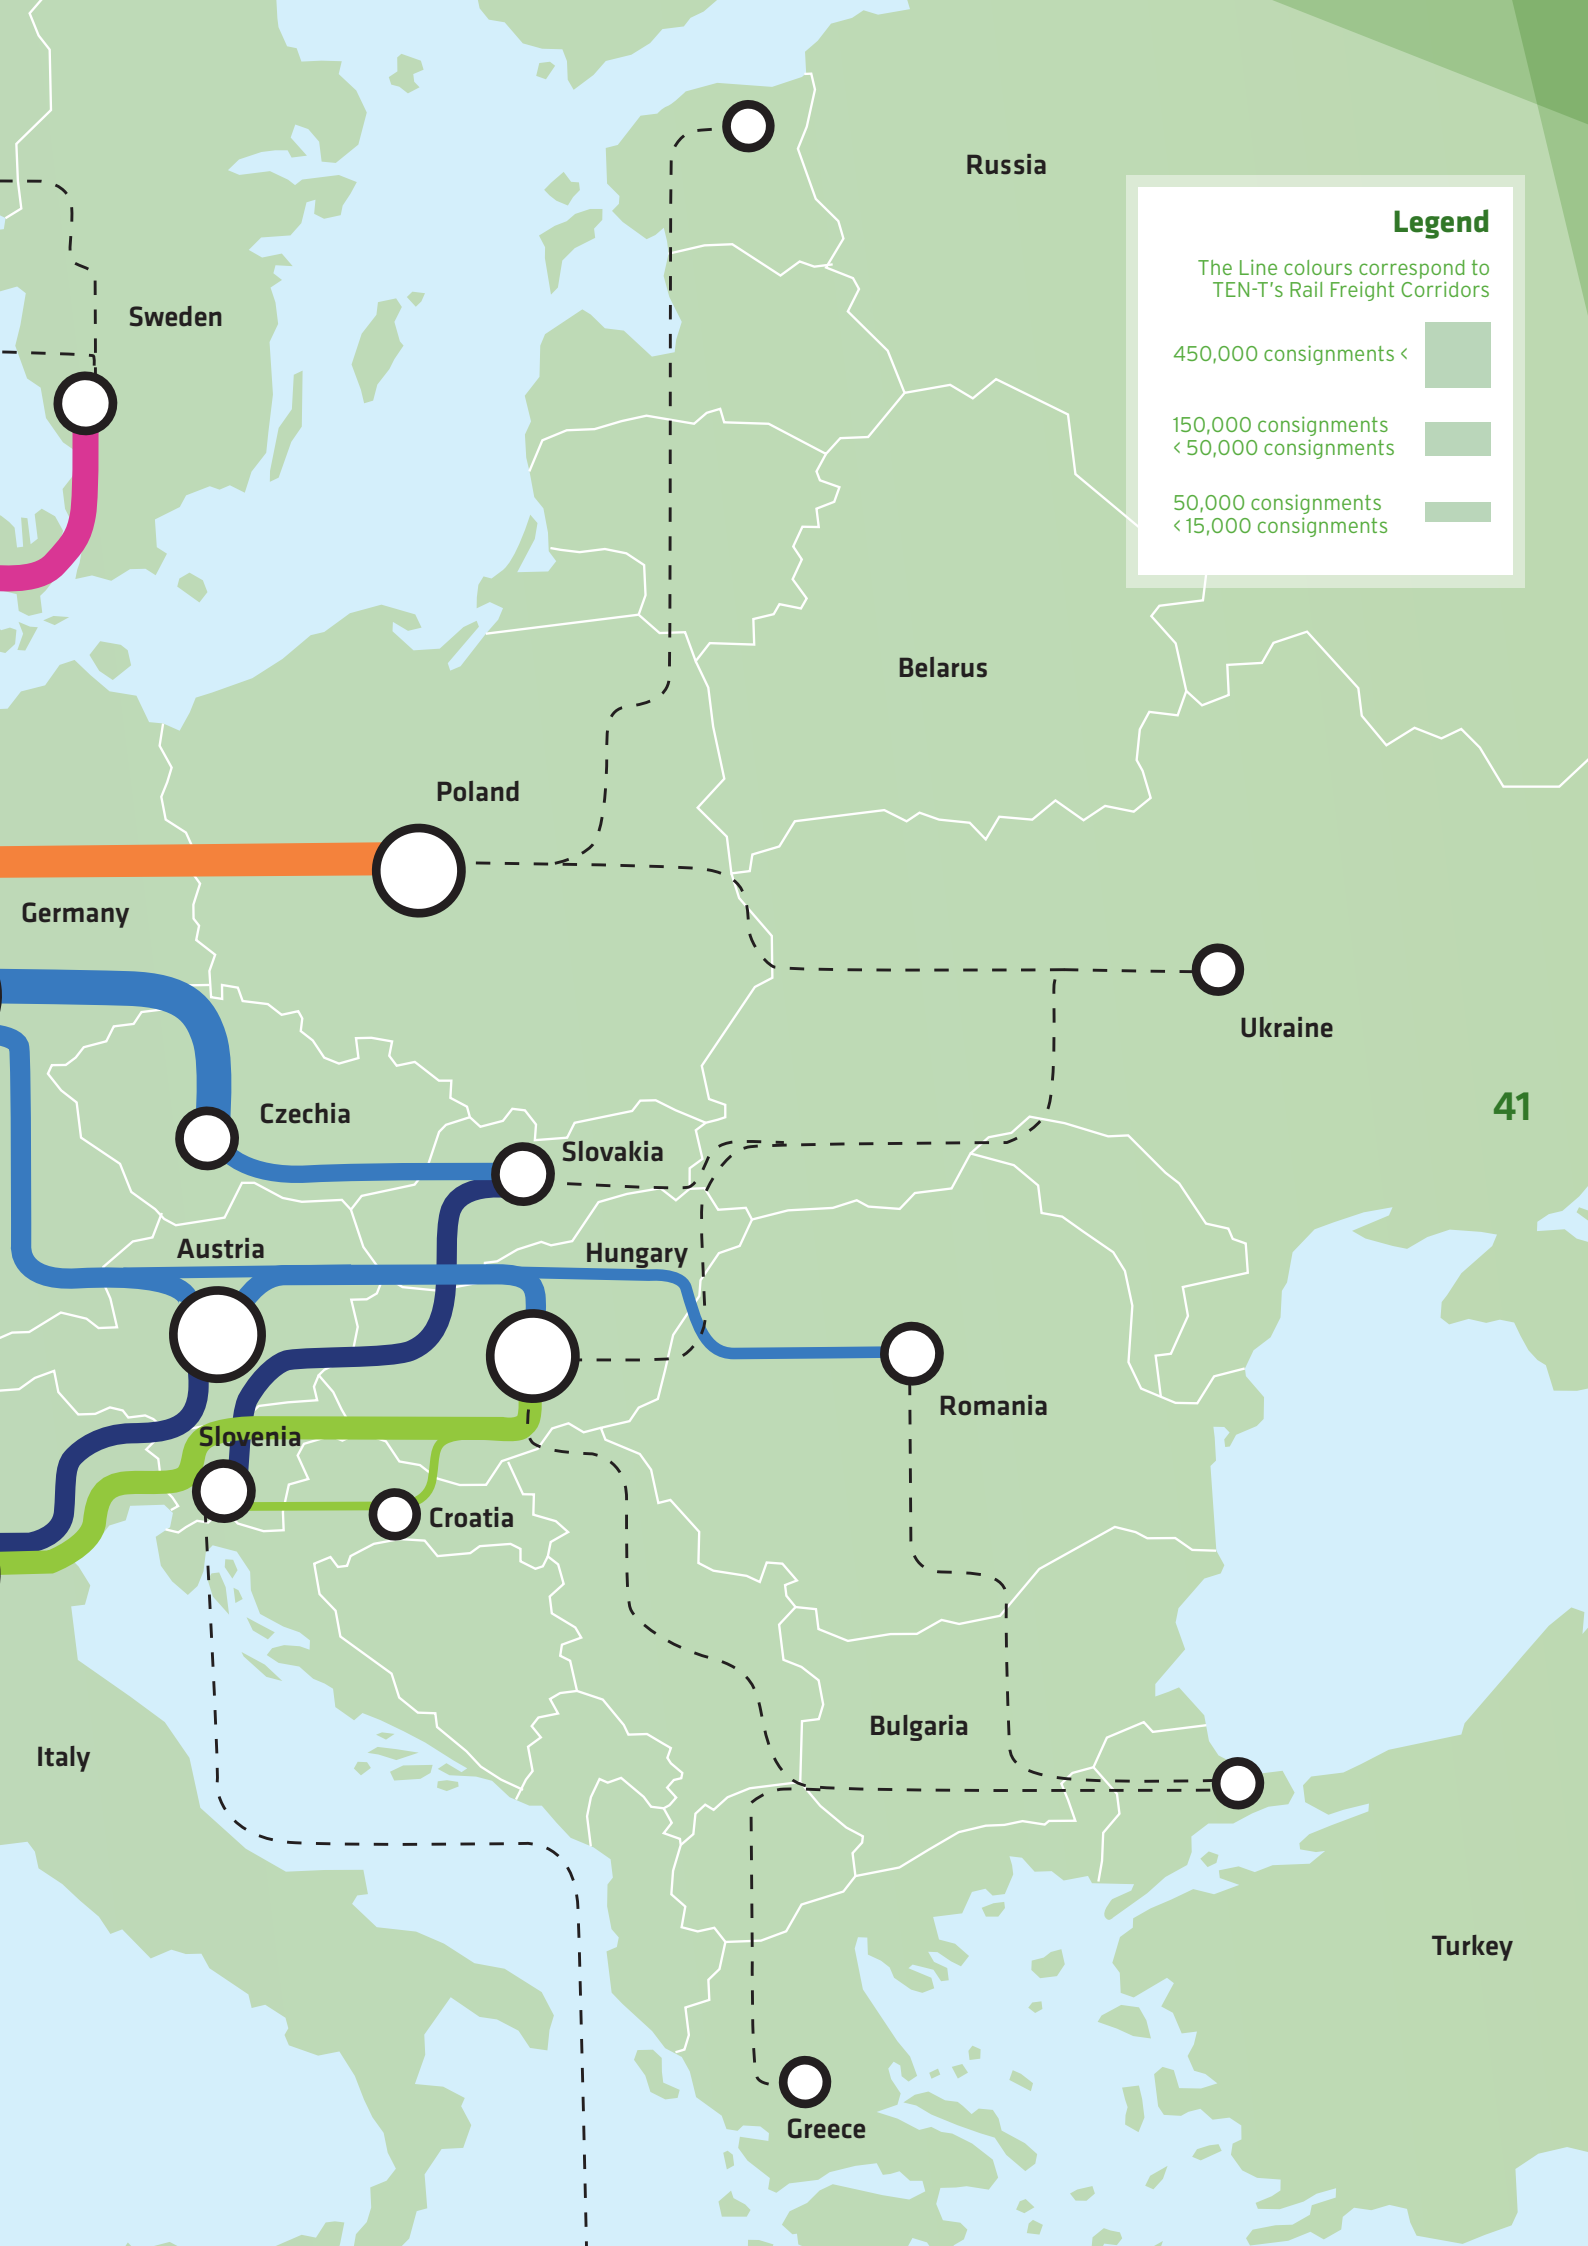 Russia
Legend
The Line colours correspond to
TEN-T's Rail Freight Corridors
450,000 consignments <
150,000 consignments
< 50,000 consignments
50,000 consignments
< 15,000 consignments
Sweden
Belarus
Poland
Germany
Ukraine
41
Czechia
Slovakia
Austria
Hungary
Romania
Slovenia
Croatia
Bulgaria
Italy
Turkey
Greece